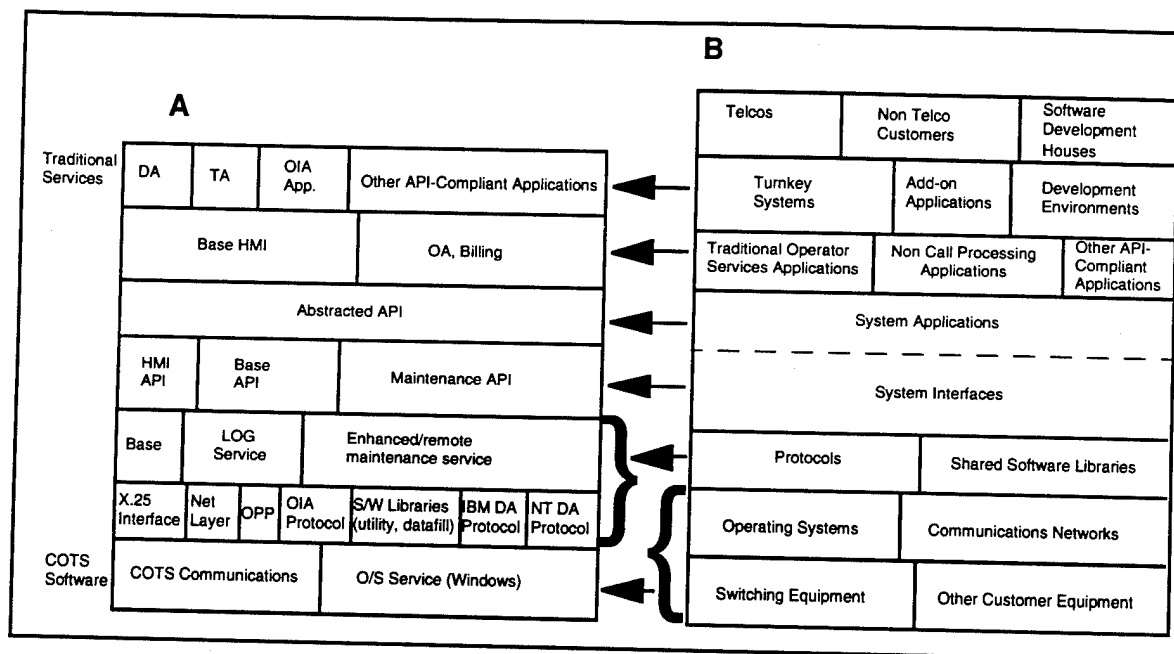 A
Traditional
Services
DA
TA
OIA
App.
Other API-Compliant Applications
Base HMI
OA, Billing
Abstracted API
HMI
API
Base
API
Maintenance API
Base
LOG
Service
Enhanced/remote
maintenance service
X.25
Interface
Net
Layer
OPP
OIA
Protocol
S/W Libraries
(utility, datafill)
IBM DA
Protocol
NT DA
Protocol
COTS
Software
COTS Communications
O/S Service (Windows)
B
Telcos
Non Telco
Customers
Software
Development
Houses
Turnkey
Systems
Add-on
Applications
Development
Environments
Traditional Operator
Services Applications
Non Call Processing
Applications
Other API-
Compliant
Applications
System Applications
System Interfaces
Protocols
Shared Software Libraries
Operating Systems
Communications Networks
Switching Equipment
Other Customer Equipment